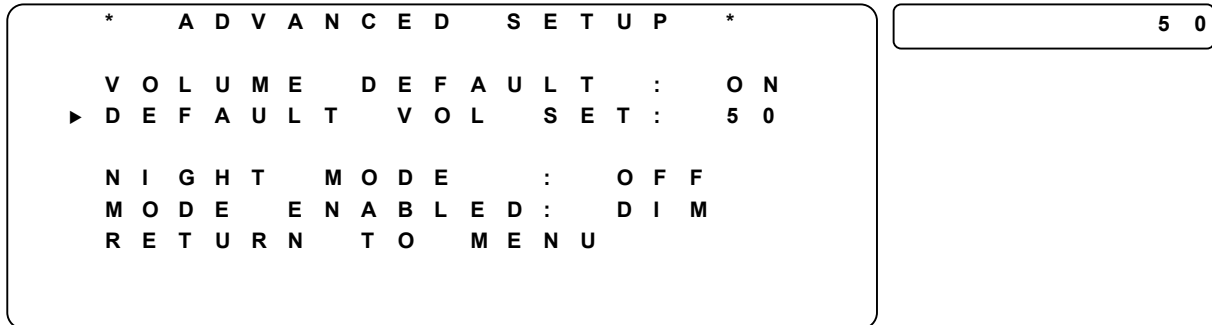 * ADVANCED SETUP *
VOLUME DEFAULT : ON
▶ DEFAULT VOL SET: 50
NIGHT MODE : OFF
MODE ENABLED: DIM
RETURN TO MENU
50